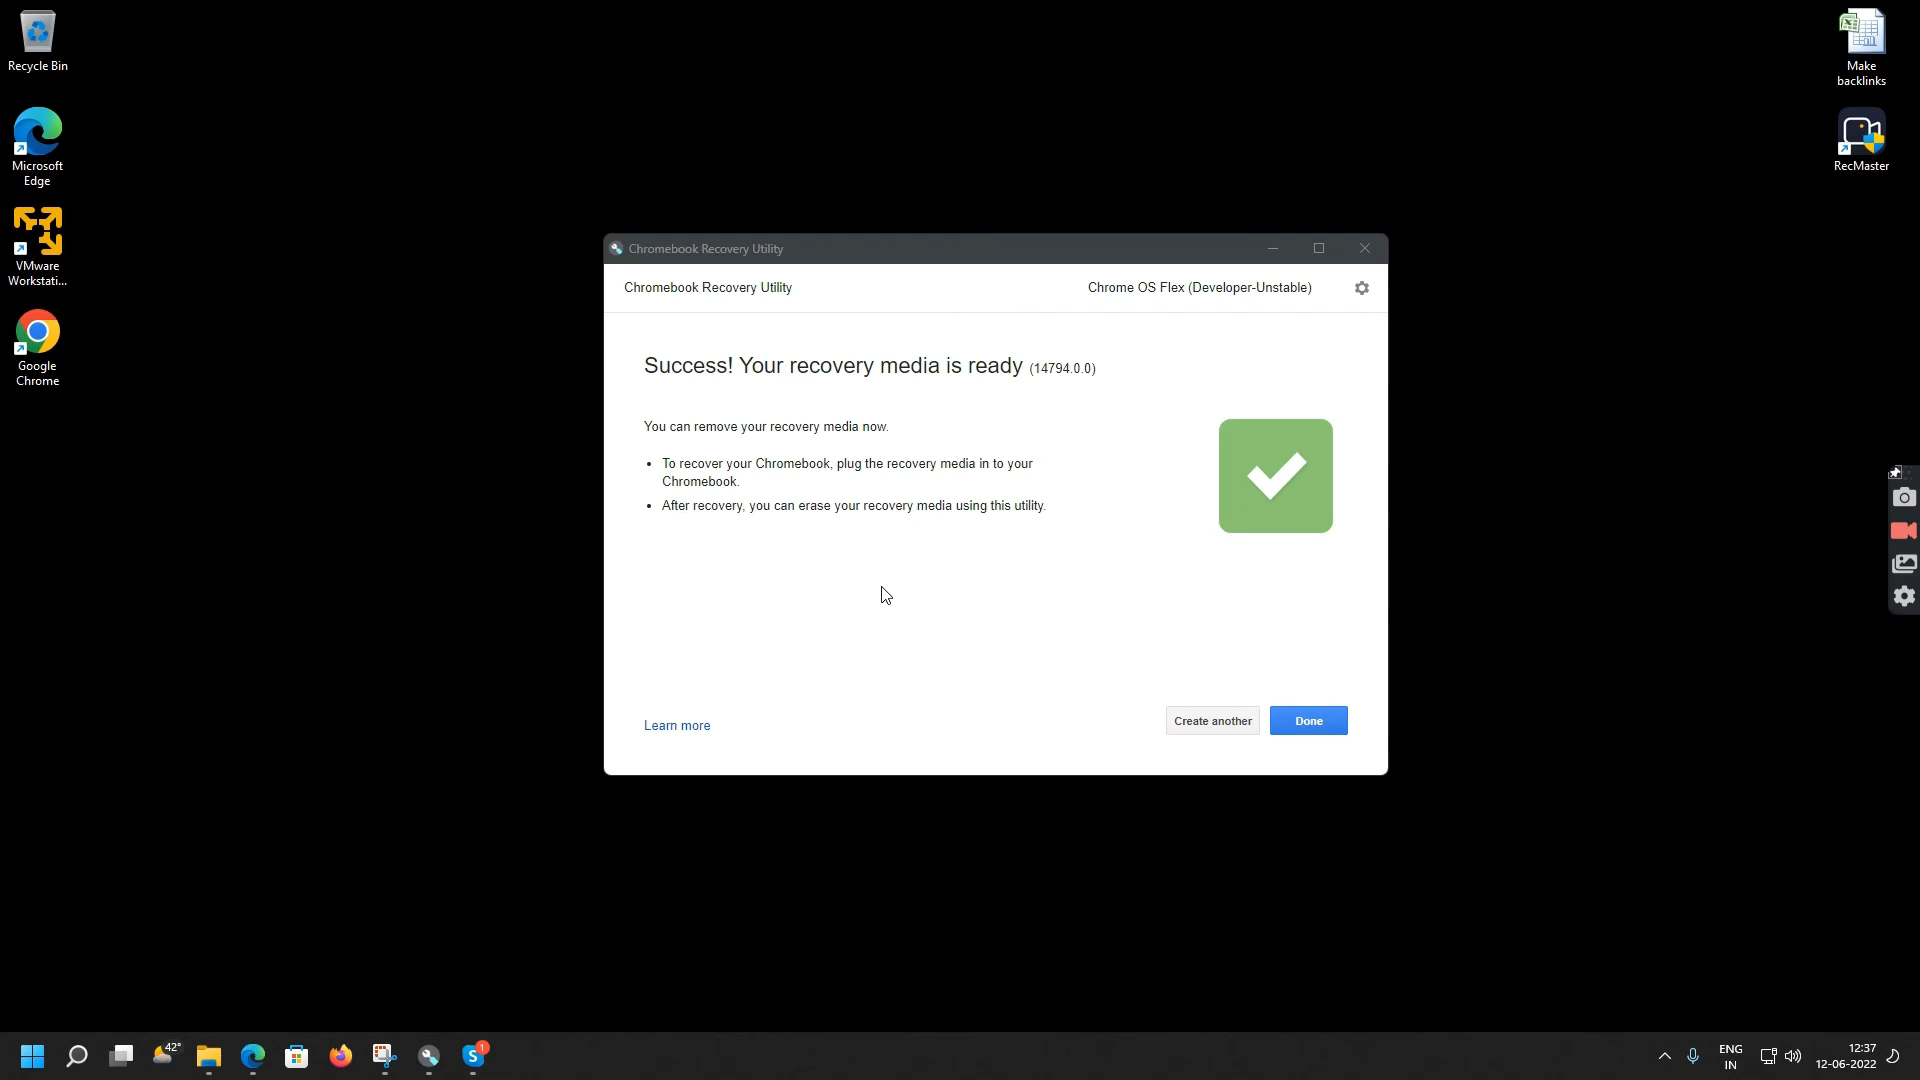 Recycle Bin
Microsoft
Edge
VMware
Workstati...
Google
Chrome
Make
backlinks
RecMaster
Chromebook Recovery Utility
Chromebook Recovery Utility
Chrome OS Flex (Developer-Unstable)
Success! Your recovery media is ready (14794.0.0)
You can remove your recovery media now.
• To recover your Chromebook, plug the recovery media in to your
Chromebook.
• After recovery, you can erase your recovery media using this utility.
Learn more
Create another
Done
42°
S
1
ENG
IN
12:37
12-06-2022